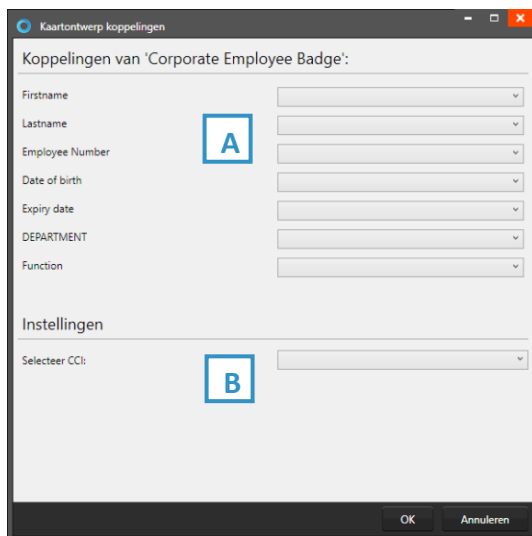 Kaartontwerp koppelingen
Koppelingen van 'Corporate Employee Badge':
Firstname
Lastname
A
Employee Number
Date of birth
Expiry date
DEPARTMENT
Function
Instellingen
Selecteer CCI:
B
OK Annuleren